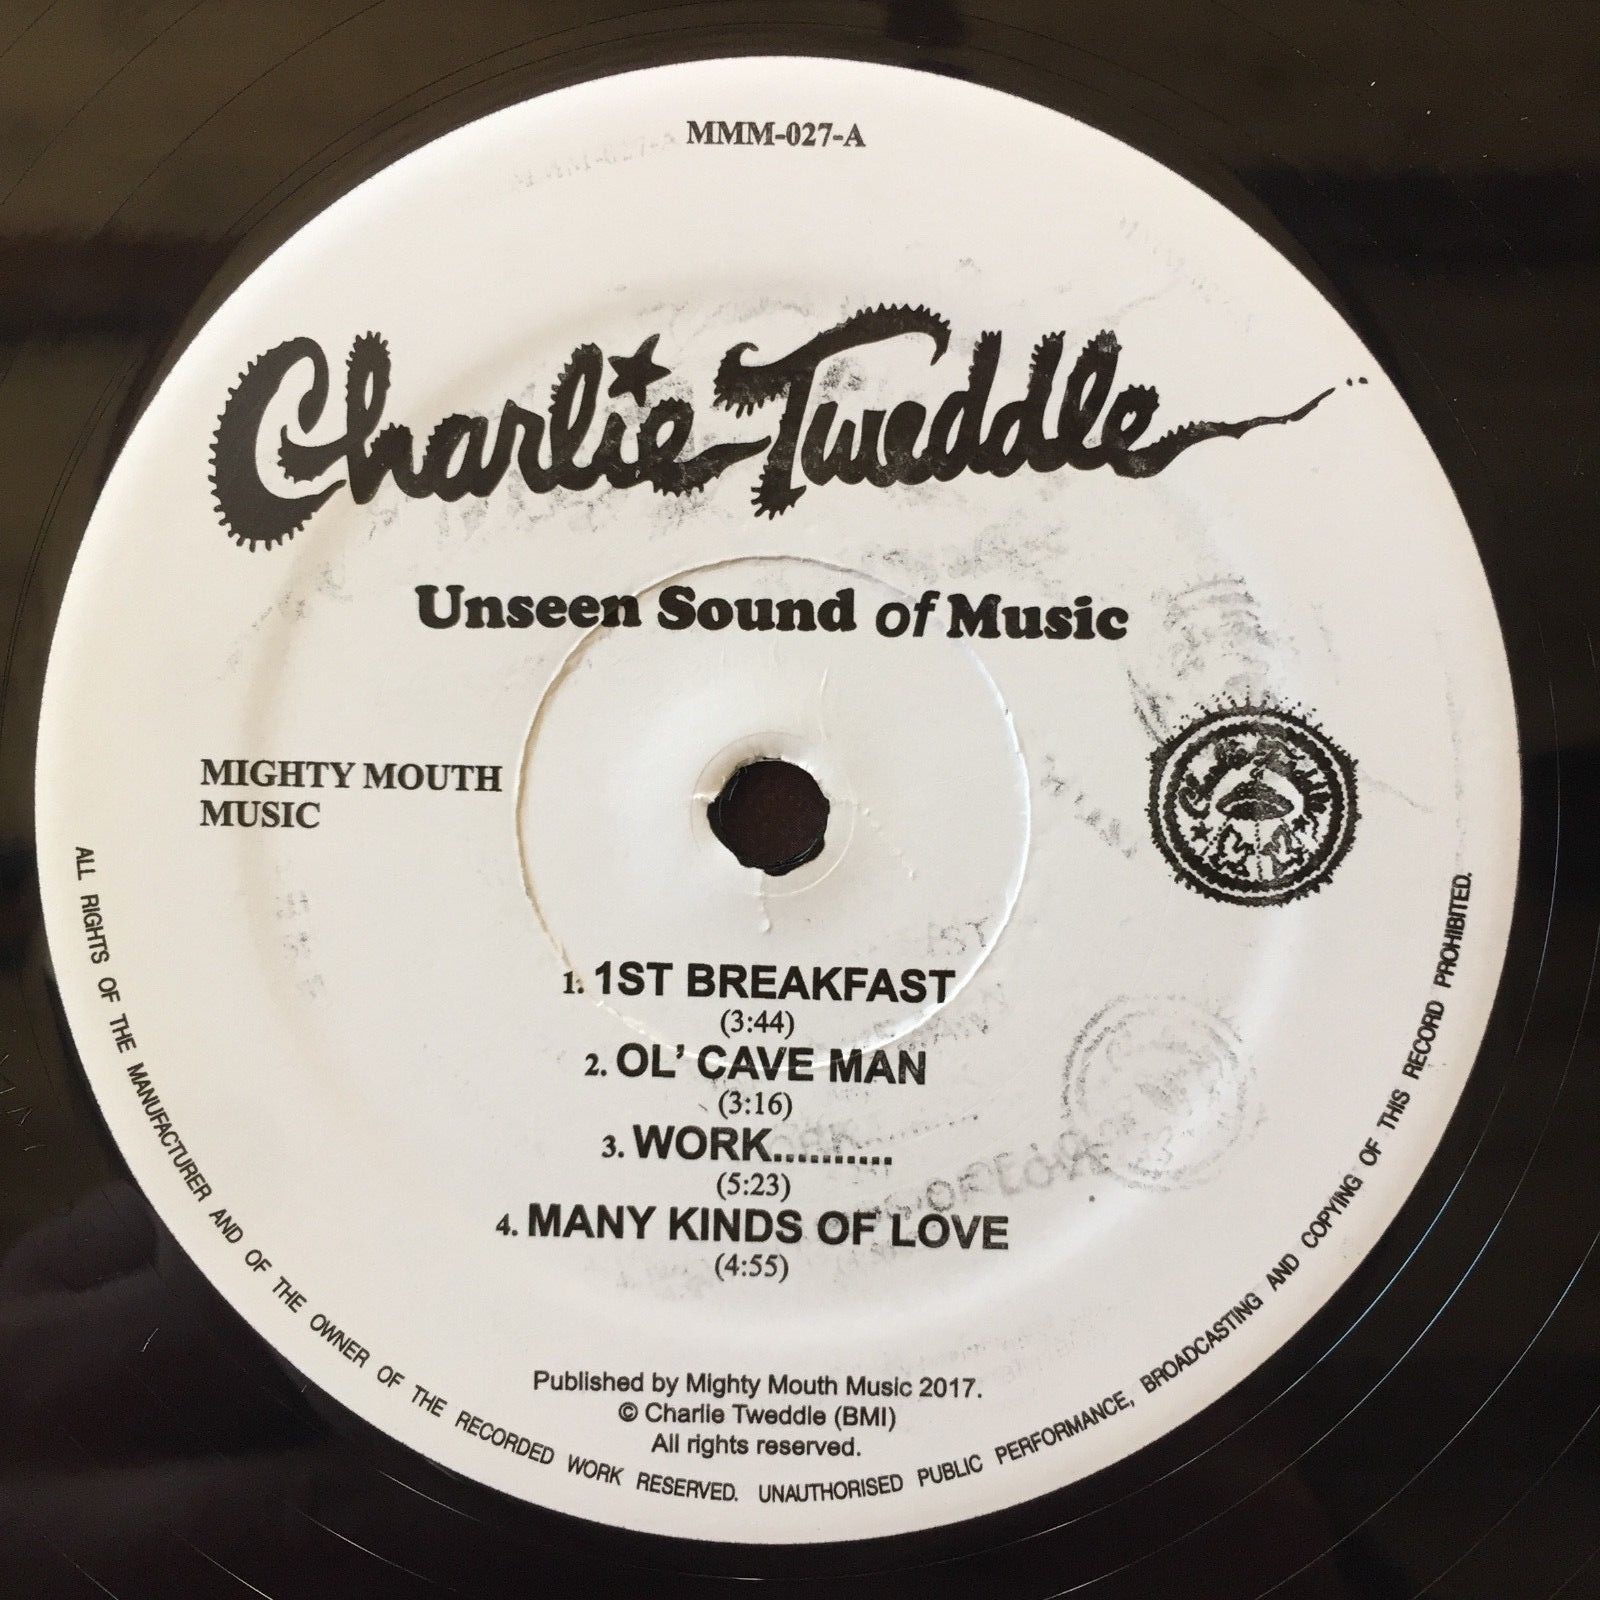 MMM-027-A
Charlie Tweddle
Unseen Sound of Music
MIGHTY MOUTH
MUSIC
1. 1ST BREAKFAST
(3:44)
2. OL' CAVE MAN
(3:16)
3. WORK..........
(5:23)
4. MANY KINDS OF LOVE
(4:55)
Published by Mighty Mouth Music 2017.
© Charlie Tweddle (BMI)
All rights reserved.
ALL RIGHTS OF THE MANUFACTURER AND OF THE OWNER OF THE RECORDED WORK RESERVED. UNAUTHORISED PUBLIC PERFORMANCE, BROADCASTING AND COPYING OF THIS RECORD PROHIBITED.